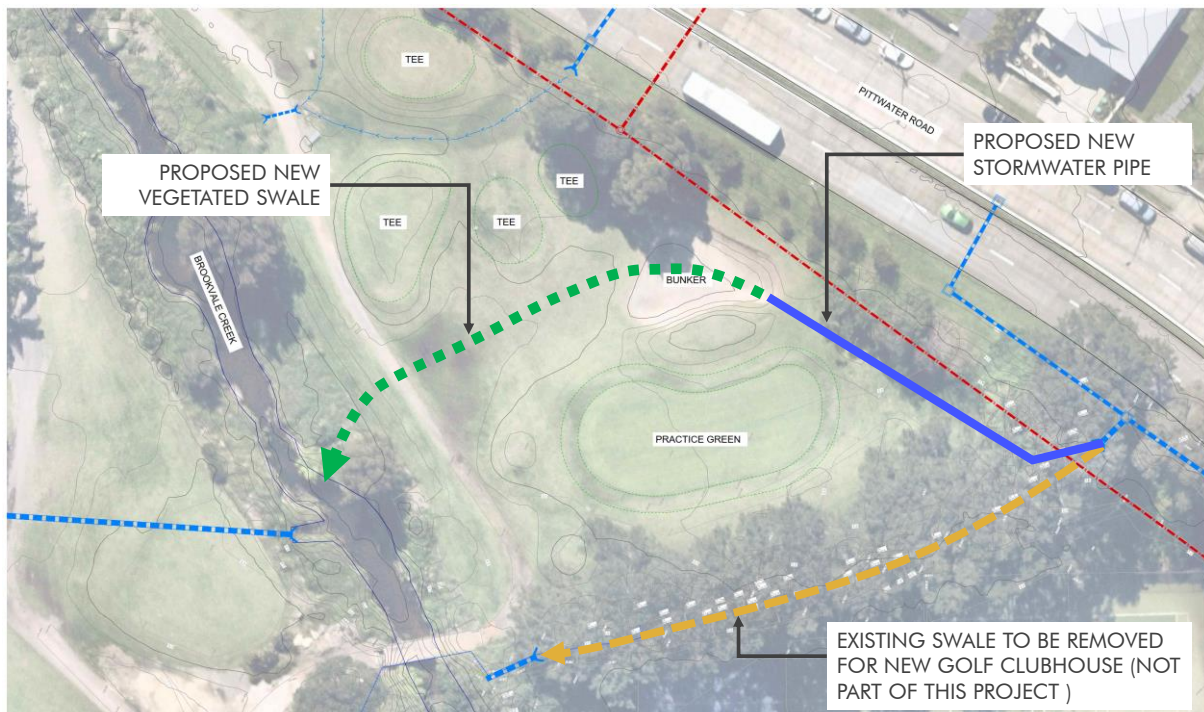 TEE
PITTWATER ROAD
PROPOSED NEW
STORMWATER PIPE
PROPOSED NEW
VEGETATED SWALE
TEE
TEE
TEE
BROOKVALE CREEK
BUNKER
PRACTICE GREEN
EXISTING SWALE TO BE REMOVED
FOR NEW GOLF CLUBHOUSE (NOT
PART OF THIS PROJECT )